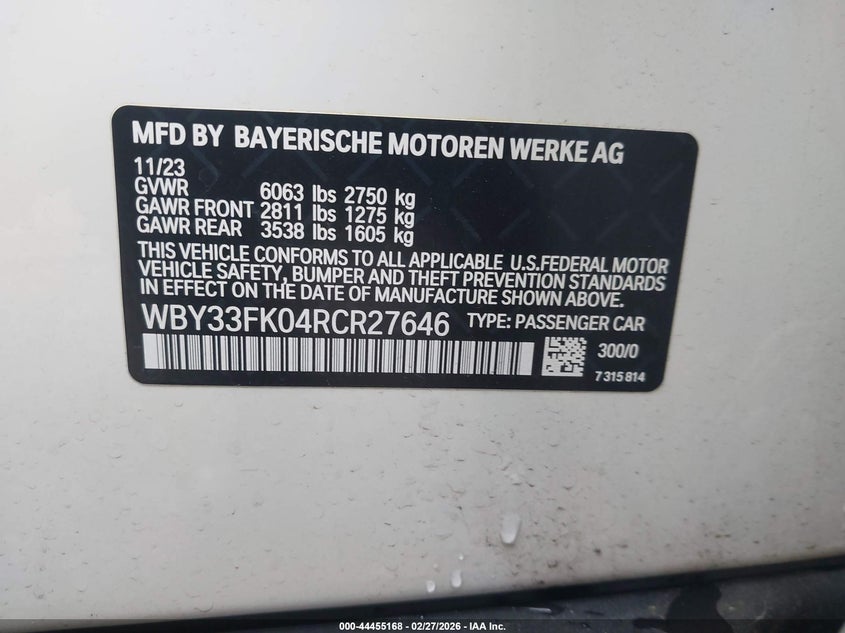 MFD BY BAYERISCHE MOTOREN WERKE AG
11/23
GVWR 6063 lbs 2750 kg
GAWR FRONT 2811 lbs 1275 kg
GAWR REAR 3538 lbs 1605 kg
THIS VEHICLE CONFORMS TO ALL APPLICABLE U.S.FEDERAL MOTOR
VEHICLE SAFETY, BUMPER AND THEFT PREVENTION STANDARDS
IN EFFECT ON THE DATE OF MANUFACTURE SHOWN ABOVE.
WBY33FK04RCR27646 TYPE: PASSENGER CAR
300/0
7 315 814
000-44455168 | 02/27/2026 - IAA Inc.